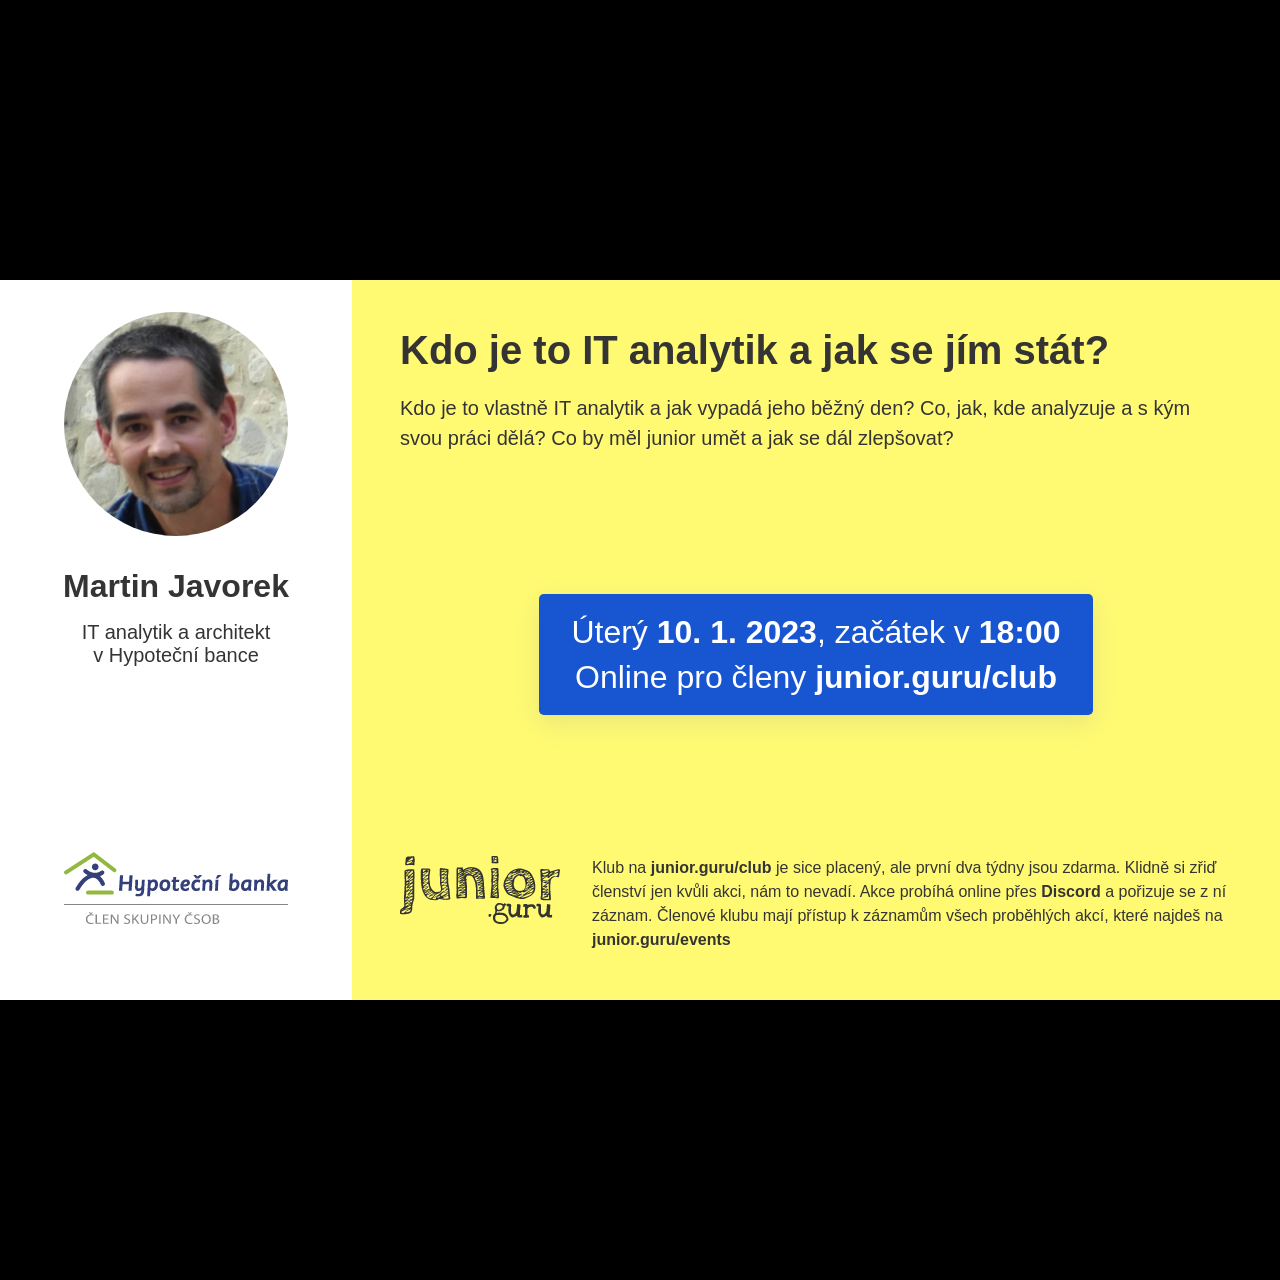 Martin Javorek
IT analytik a architekt
v Hypoteční bance
Hypoteční banka
ČLEN SKUPINY ČSOB
Kdo je to IT analytik a jak se jím stát?
Kdo je to vlastně IT analytik a jak vypadá jeho běžný den? Co, jak, kde analyzuje a s kým
svou práci dělá? Co by měl junior umět a jak se dál zlepšovat?
Úterý 10. 1. 2023, začátek v 18:00
Online pro členy junior.guru/club
junior
.guru
Klub na junior.guru/club je sice placený, ale první dva týdny jsou zdarma. Klidně si zřiď
členství jen kvůli akci, nám to nevadí. Akce probíhá online přes Discord a pořizuje se z ní
záznam. Členové klubu mají přístup k záznamům všech proběhlých akcí, které najdeš na
junior.guru/events